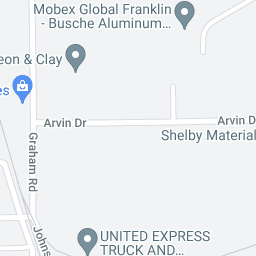 Mobex Global Franklin
- Busche Aluminum...
eon & Clay
es
Arvin Dr
Arvin D
Shelby Material
Graham Rd
Johns
UNITED EXPRESS
TRUCK AND...